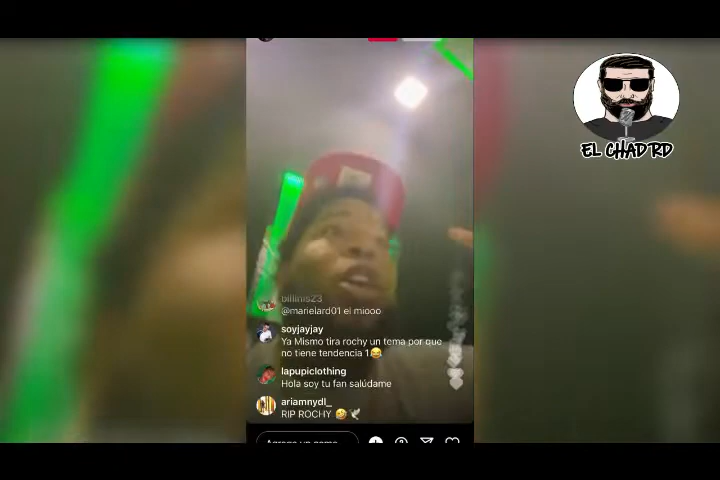 EL CHAD RD
billinis23
@marielard01 el miooo
soyjayjay
Ya Mismo tira rochy un tema por que
no tiene tendencia 1😂
lapupiclothing
Hola soy tu fan salúdame
ariamnydl_
RIP ROCHY 🤣🕊️